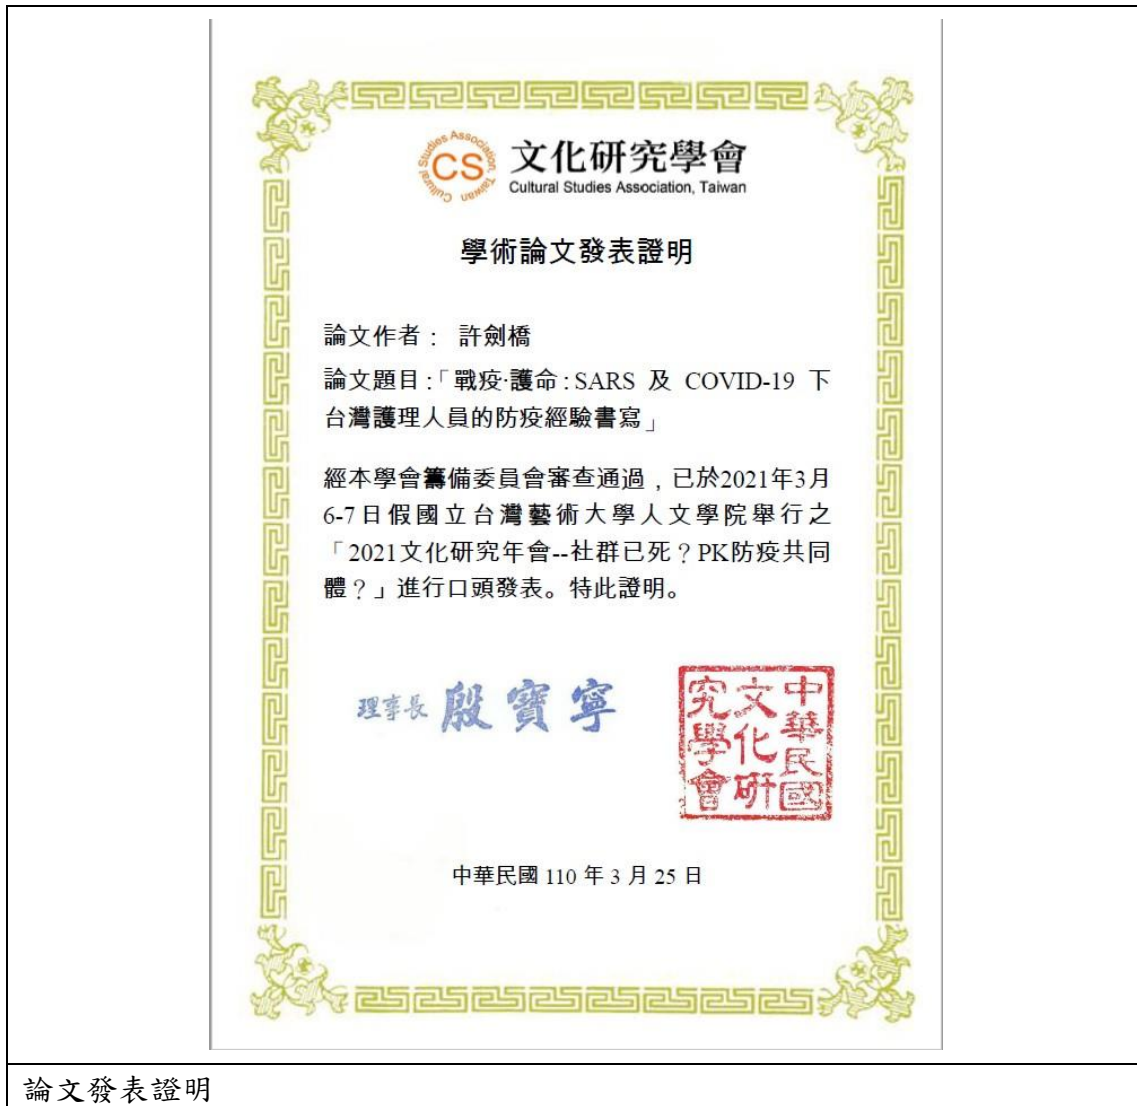 Cultural Studies Association, Taiwan
CS
文化研究學會
Cultural Studies Association, Taiwan
學術論文發表證明
論文作者： 許劍橋
論文題目：「戰疫·護命：SARS 及 COVID-19 下
台灣護理人員的防疫經驗書寫」
經本學會籌備委員會審查通過，已於2021年3月
6-7日假國立台灣藝術大學人文學院舉行之
「2021文化研究年會--社群已死？PK防疫共同
體？」進行口頭發表。特此證明。
理事長 殷寶寧
中華民國文化研究學會
中華民國 110 年 3 月 25 日
論文發表證明